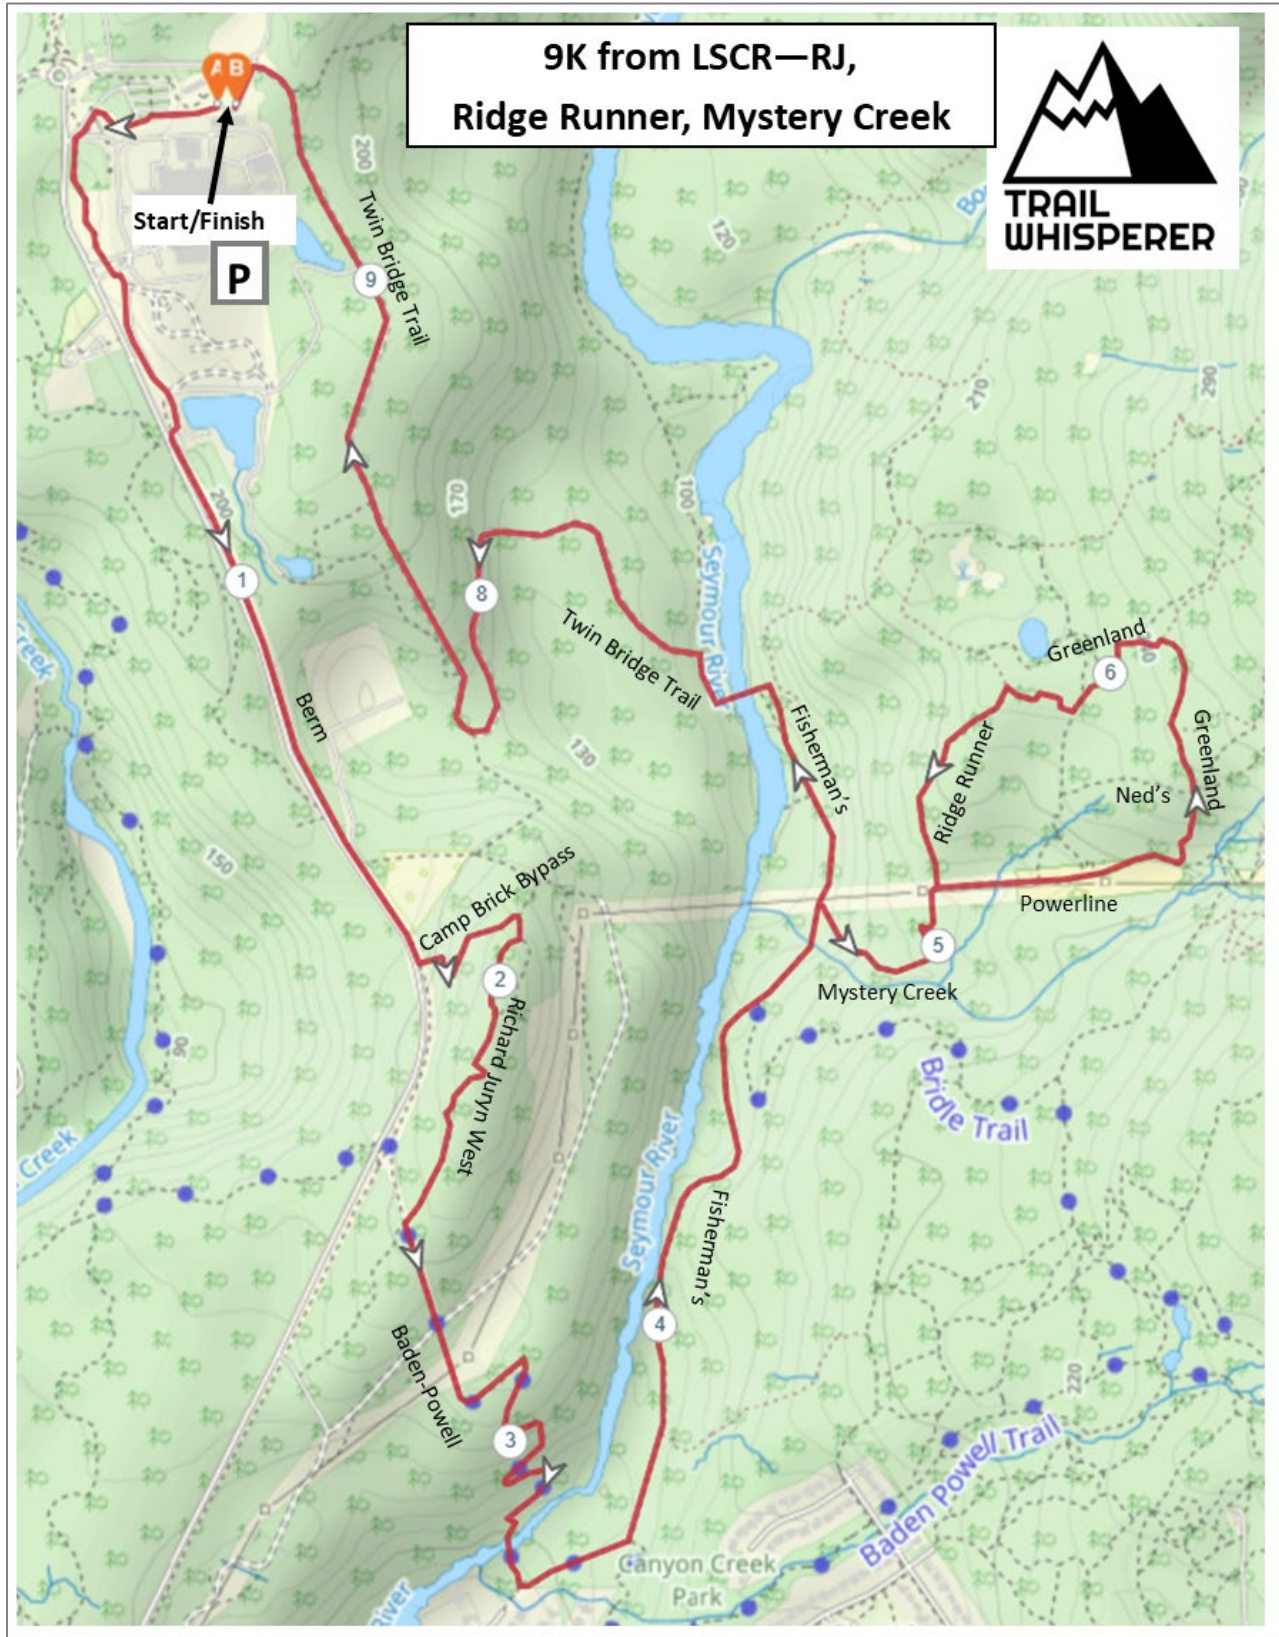 9K from LSCR—RJ,
Ridge Runner, Mystery Creek
TRAIL
WHISPERER
A B
Start/Finish
P
200
Twin Bridge Trail
9
120
210
290
170
100
200
1
8
Seymour River
Twin Bridge Trail
Creek
Greenland
6
Berm
Fisherman's
Ridge Runner
Greenland
130
Ned's
150
Camp Brick Bypass
Powerline
5
2
Mystery Creek
Richard Juryn West
90
Bridle Trail
Creek
Seymour River
Fisherman's
4
Baden-Powell
220
3
Baden Powell Trail
Canyon Creek
Park
River